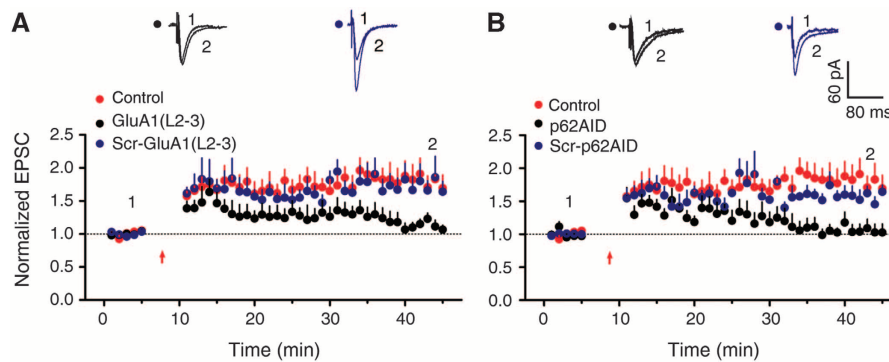 A
1
2
1
2
Control
GluA1(L2-3)
Scr-GluA1(L2-3)
Normalized EPSC
2.5
2.0
1.5
1.0
0.5
0.0
1
2
0 10 20 30 40
Time (min)
B
1
2
1
2
60 pA
80 ms
Control
p62AID
Scr-p62AID
2.5
2.0
1.5
1.0
0.5
0.0
1
2
0 10 20 30 40
Time (min)